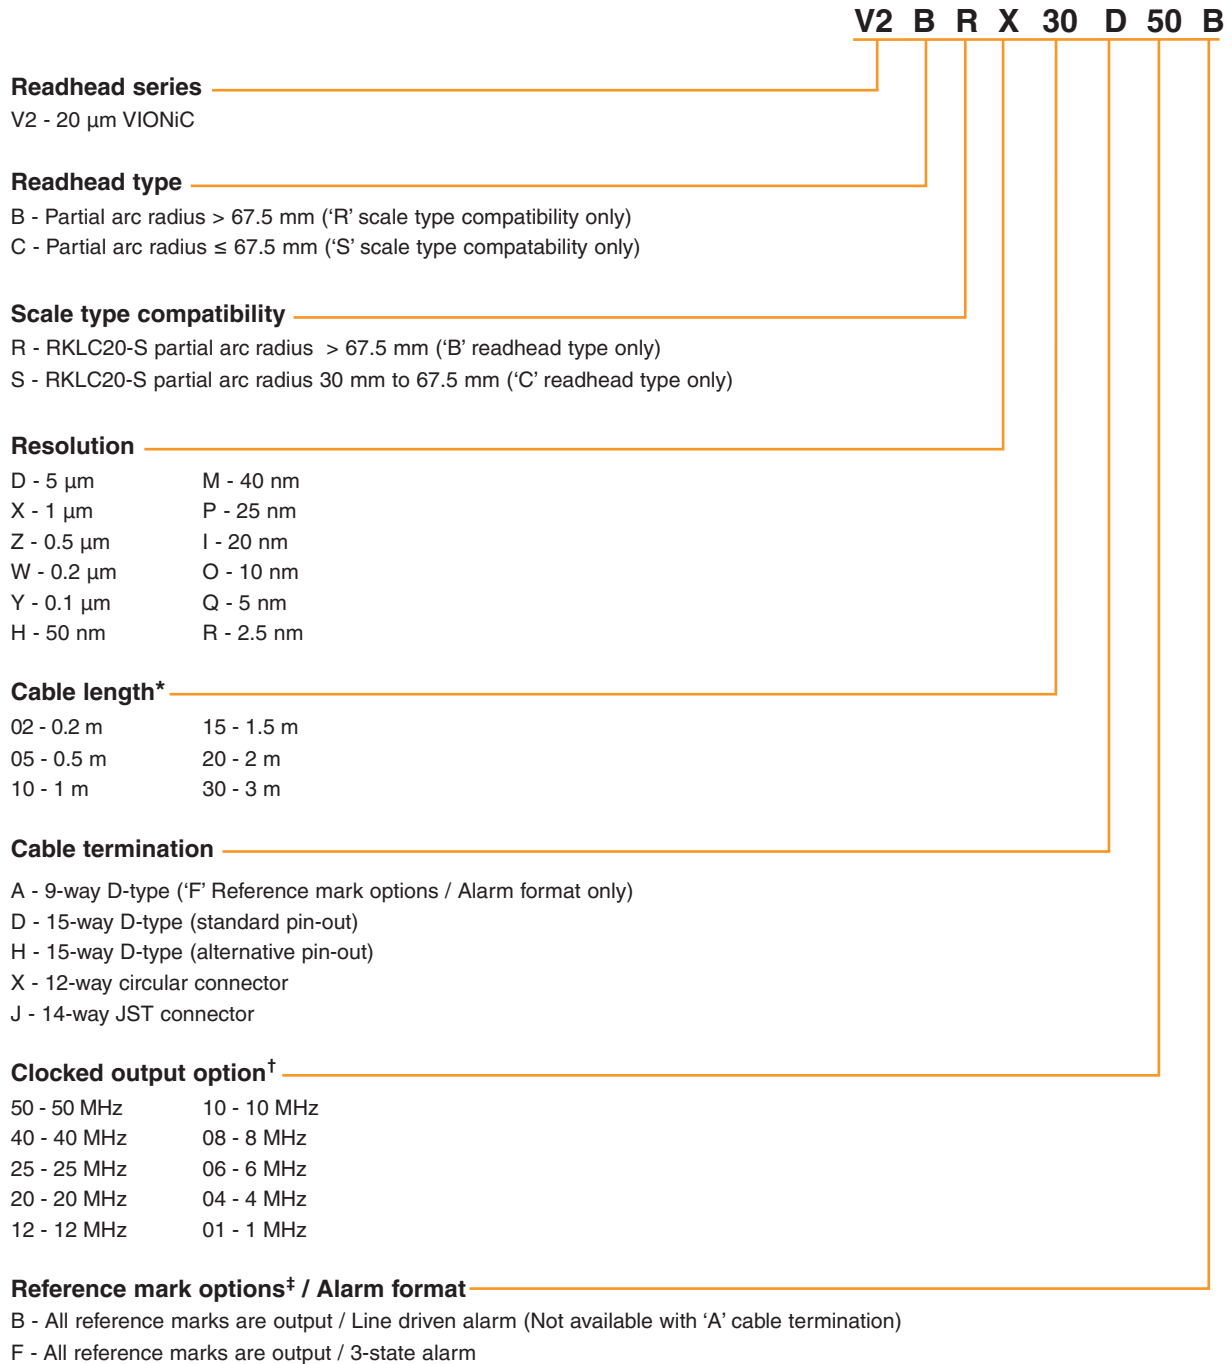 V2 B R X 30 D 50 B
Readhead series
V2 - 20 µm VIONiC
Readhead type
B - Partial arc radius > 67.5 mm (‘R’ scale type compatibility only)
C - Partial arc radius ≤ 67.5 mm (‘S’ scale type compatability only)
Scale type compatibility
R - RKLC20-S partial arc radius > 67.5 mm (‘B’ readhead type only)
S - RKLC20-S partial arc radius 30 mm to 67.5 mm (‘C’ readhead type only)
Resolution
D - 5 µm M - 40 nm
X - 1 µm P - 25 nm
Z - 0.5 µm I - 20 nm
W - 0.2 µm O - 10 nm
Y - 0.1 µm Q - 5 nm
H - 50 nm R - 2.5 nm
Cable length*
02 - 0.2 m 15 - 1.5 m
05 - 0.5 m 20 - 2 m
10 - 1 m 30 - 3 m
Cable termination
A - 9-way D-type (‘F’ Reference mark options / Alarm format only)
D - 15-way D-type (standard pin-out)
H - 15-way D-type (alternative pin-out)
X - 12-way circular connector
J - 14-way JST connector
Clocked output option†
50 - 50 MHz 10 - 10 MHz
40 - 40 MHz 08 - 8 MHz
25 - 25 MHz 06 - 6 MHz
20 - 20 MHz 04 - 4 MHz
12 - 12 MHz 01 - 1 MHz
Reference mark options‡ / Alarm format
B - All reference marks are output / Line driven alarm (Not available with ‘A’ cable termination)
F - All reference marks are output / 3-state alarm